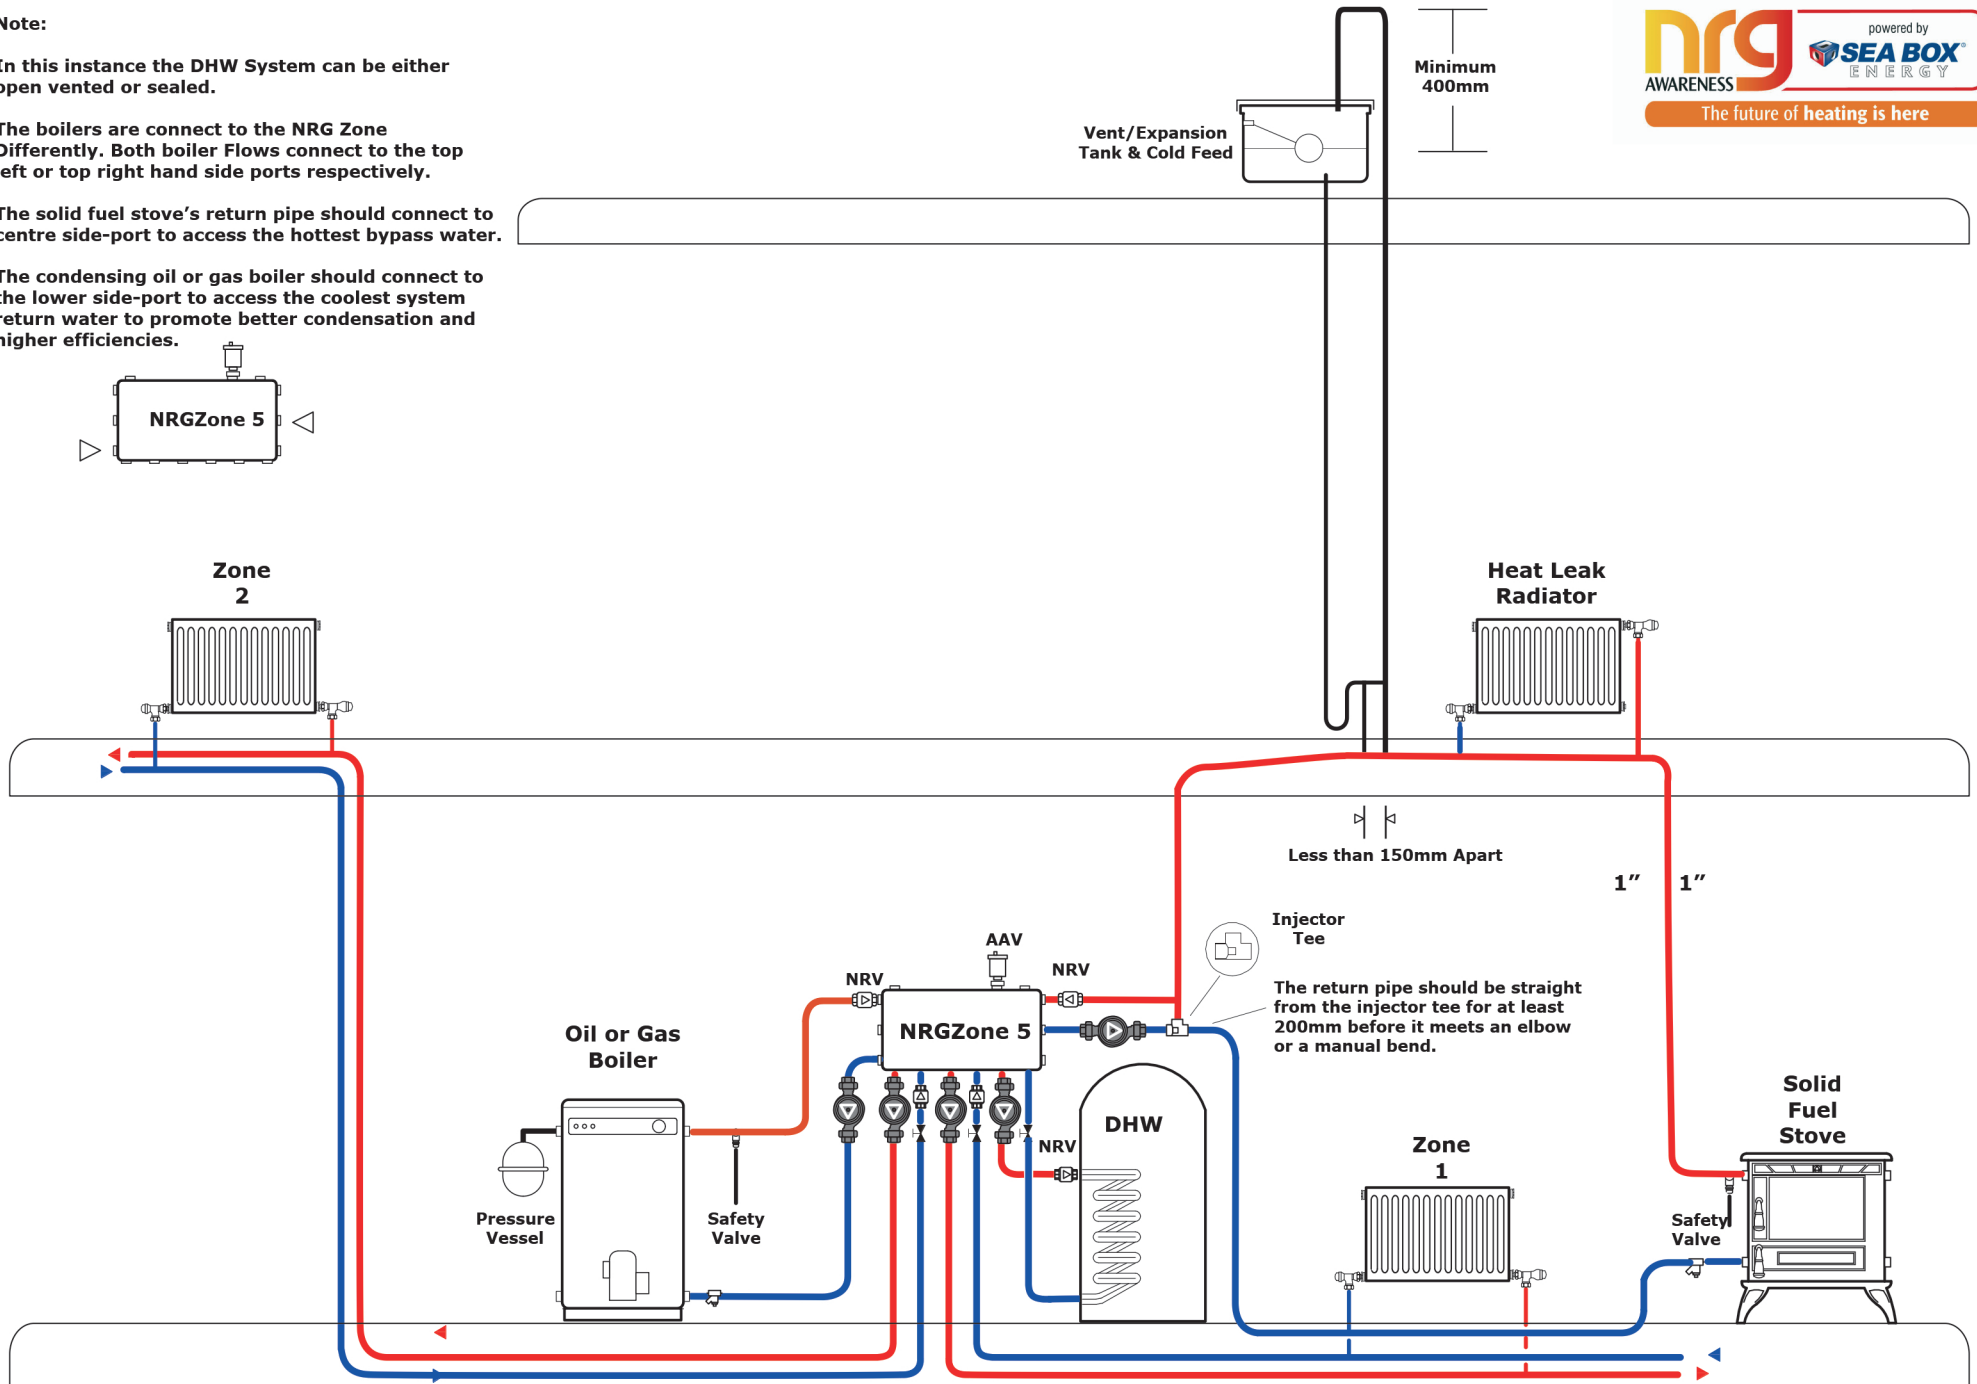 Note:
In this instance the DHW System can be either
open vented or sealed.
The boilers are connect to the NRG Zone
Differently. Both boiler Flows connect to the top
left or top right hand side ports respectively.
The solid fuel stove's return pipe should connect to
centre side-port to access the hottest bypass water.
The condensing oil or gas boiler should connect to
the lower side-port to access the coolest system
return water to promote better condensation and
higher efficiencies.
NRGZone 5
Minimum
400mm
Vent/Expansion
Tank & Cold Feed
nrg
AWARENESS
powered by
SEA BOX®
ENERGY
The future of heating is here
Zone
2
Heat Leak
Radiator
Less than 150mm Apart
1″ 1″
Injector
Tee
AAV
NRV
NRV
The return pipe should be straight
from the injector tee for at least
200mm before it meets an elbow
or a manual bend.
NRGZone 5
Oil or Gas
Boiler
DHW
NRV
Zone
1
Solid
Fuel
Stove
Pressure
Vessel
Safety
Valve
Safety
Valve